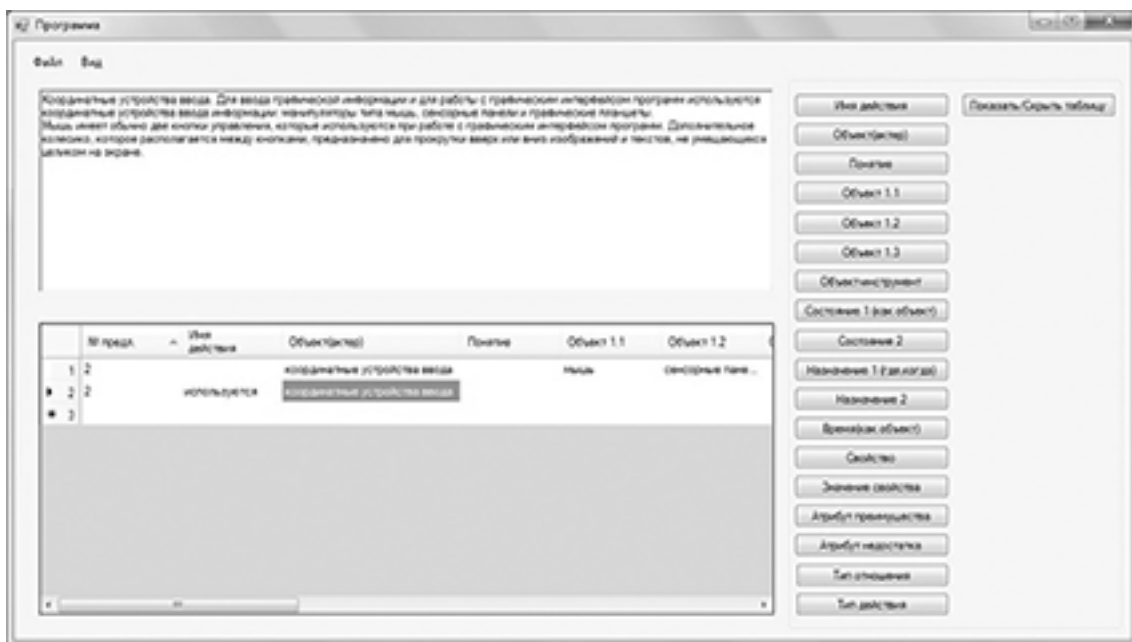 Программа
Файл Вид
Координатные устройства ввода. Для ввода графической информации и для работы с графическим интерфейсом программ используются
координатные устройства ввода информации: манипуляторы типа мышь, сенсорные панели и графические планшеты.
Мышь имеет обычно две кнопки управления, которые используются при работе с графическим интерфейсом программ. Дополнительное
колесико, которое располагается между кнопками, предназначено для прокрутки вверх или вниз изображений и текстов, не умещающихся
целиком на экране.
№ предл. Имя действия Объект(актер) Понятие Объект 1.1 Объект 1.2
1 2 координатные устройства ввода мышь сенсорные пане...
2 2 используются координатные устройства ввода
3
Имя действия
Объект(актер)
Понятие
Объект 1.1
Объект 1.2
Объект 1.3
Объект-инструмент
Состояние 1 (как объект)
Состояние 2
Назначение 1 (где,когда)
Назначение 2
Время(как объект)
Свойство
Значение свойства
Атрибут преимущества
Атрибут недостатка
Тип отношения
Тип действия
Показать/Скрыть таблицу